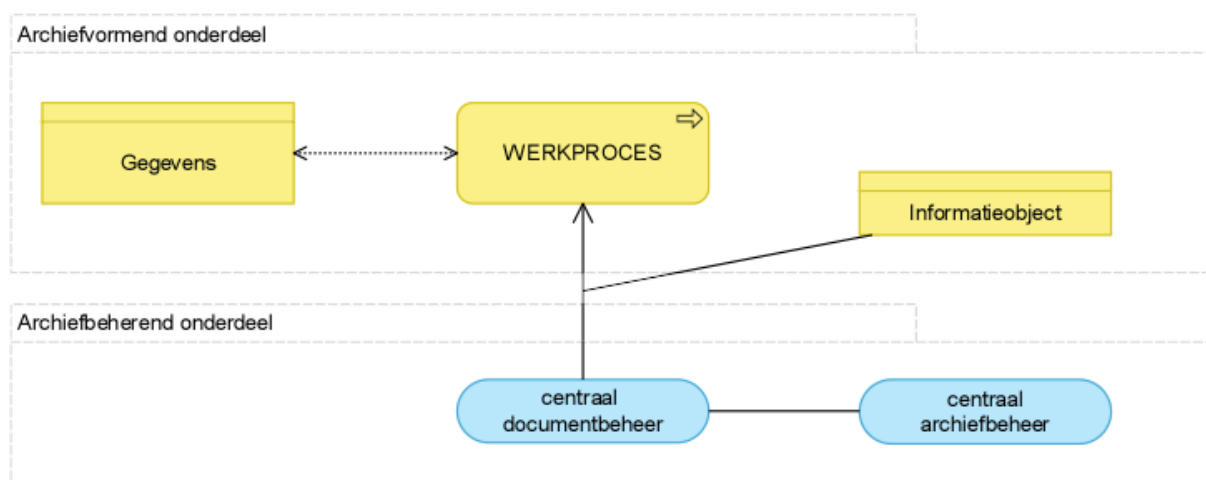 Archiefvormend onderdeel
Gegevens
WERKPROCES
Informatieobject
Archiefbeherend onderdeel
centraal
documentbeheer
centraal
archiefbeheer